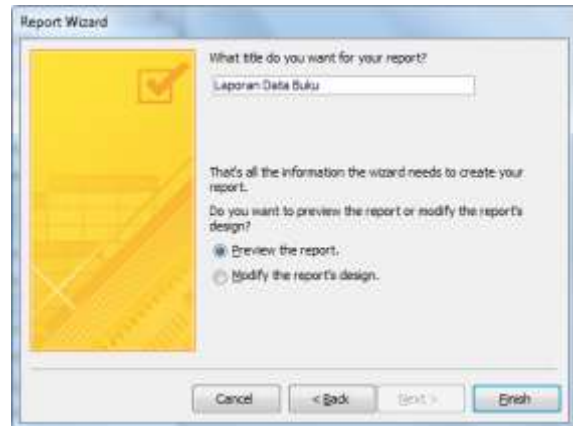 Report Wizard
What title do you want for your report?
Laporan Data Buku
That's all the information the wizard needs to create your
report.
Do you want to preview the report or modify the report's
design?
Preview the report.
Modify the report's design.
Cancel
< Back
Next >
Finish